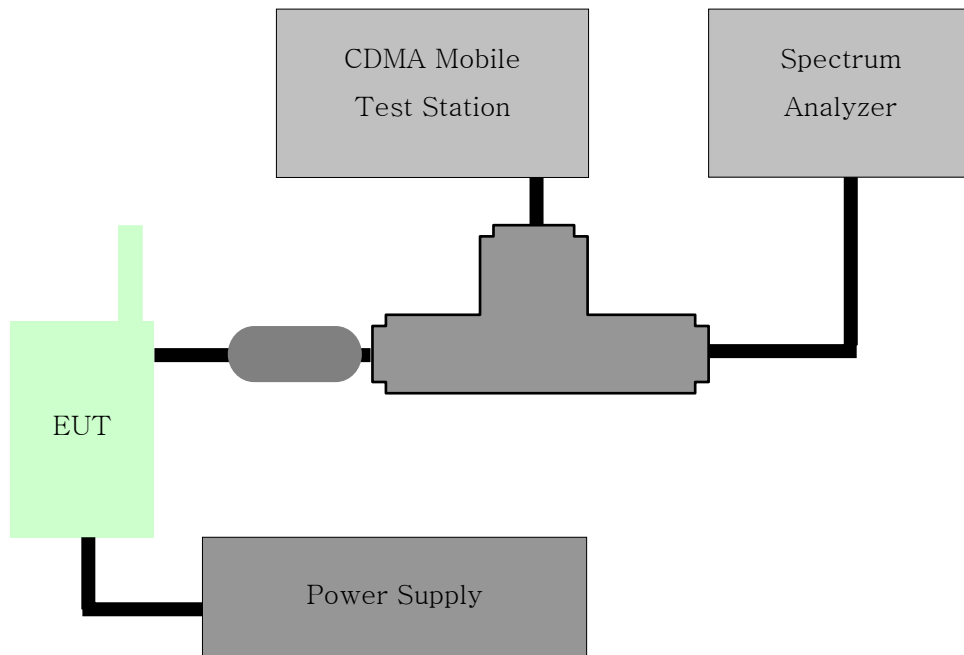 CDMA Mobile
Test Station
Spectrum
Analyzer
EUT
Power Supply